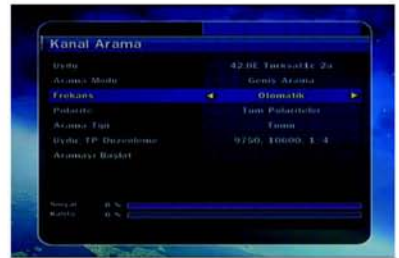 Kanal Arama
Uydu 42.0E Turksat1c 2a
Arama Modu Geniş Arama
Frekans Otomatik
Polarite Tüm Polariteler
Arama Tipi Tümü
Uydu TP Düzenleme 9750, 10600, 1:4
Aramayı Başlat
Sinyal 0 %
Kalite 0 %